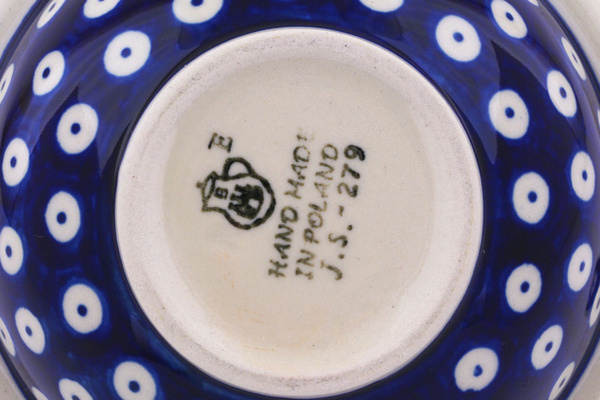 E
B
HAND MADE
IN POLAND
J.S.-279